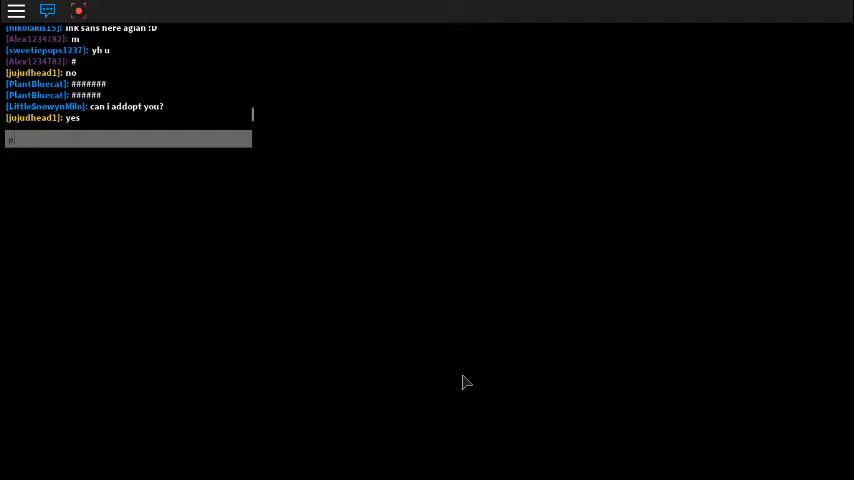 [nikolakis15]: ink sans here agian :D
[Alex1234782]: m
[sweetiepops1237]: yh u
[Alex1234782]: #
[jujudhead1]: no
[PlantBluecat]: #######
[PlantBluecat]: ######
[LittleSnowynMilo]: can i addopt you?
[jujudhead1]: yes
p